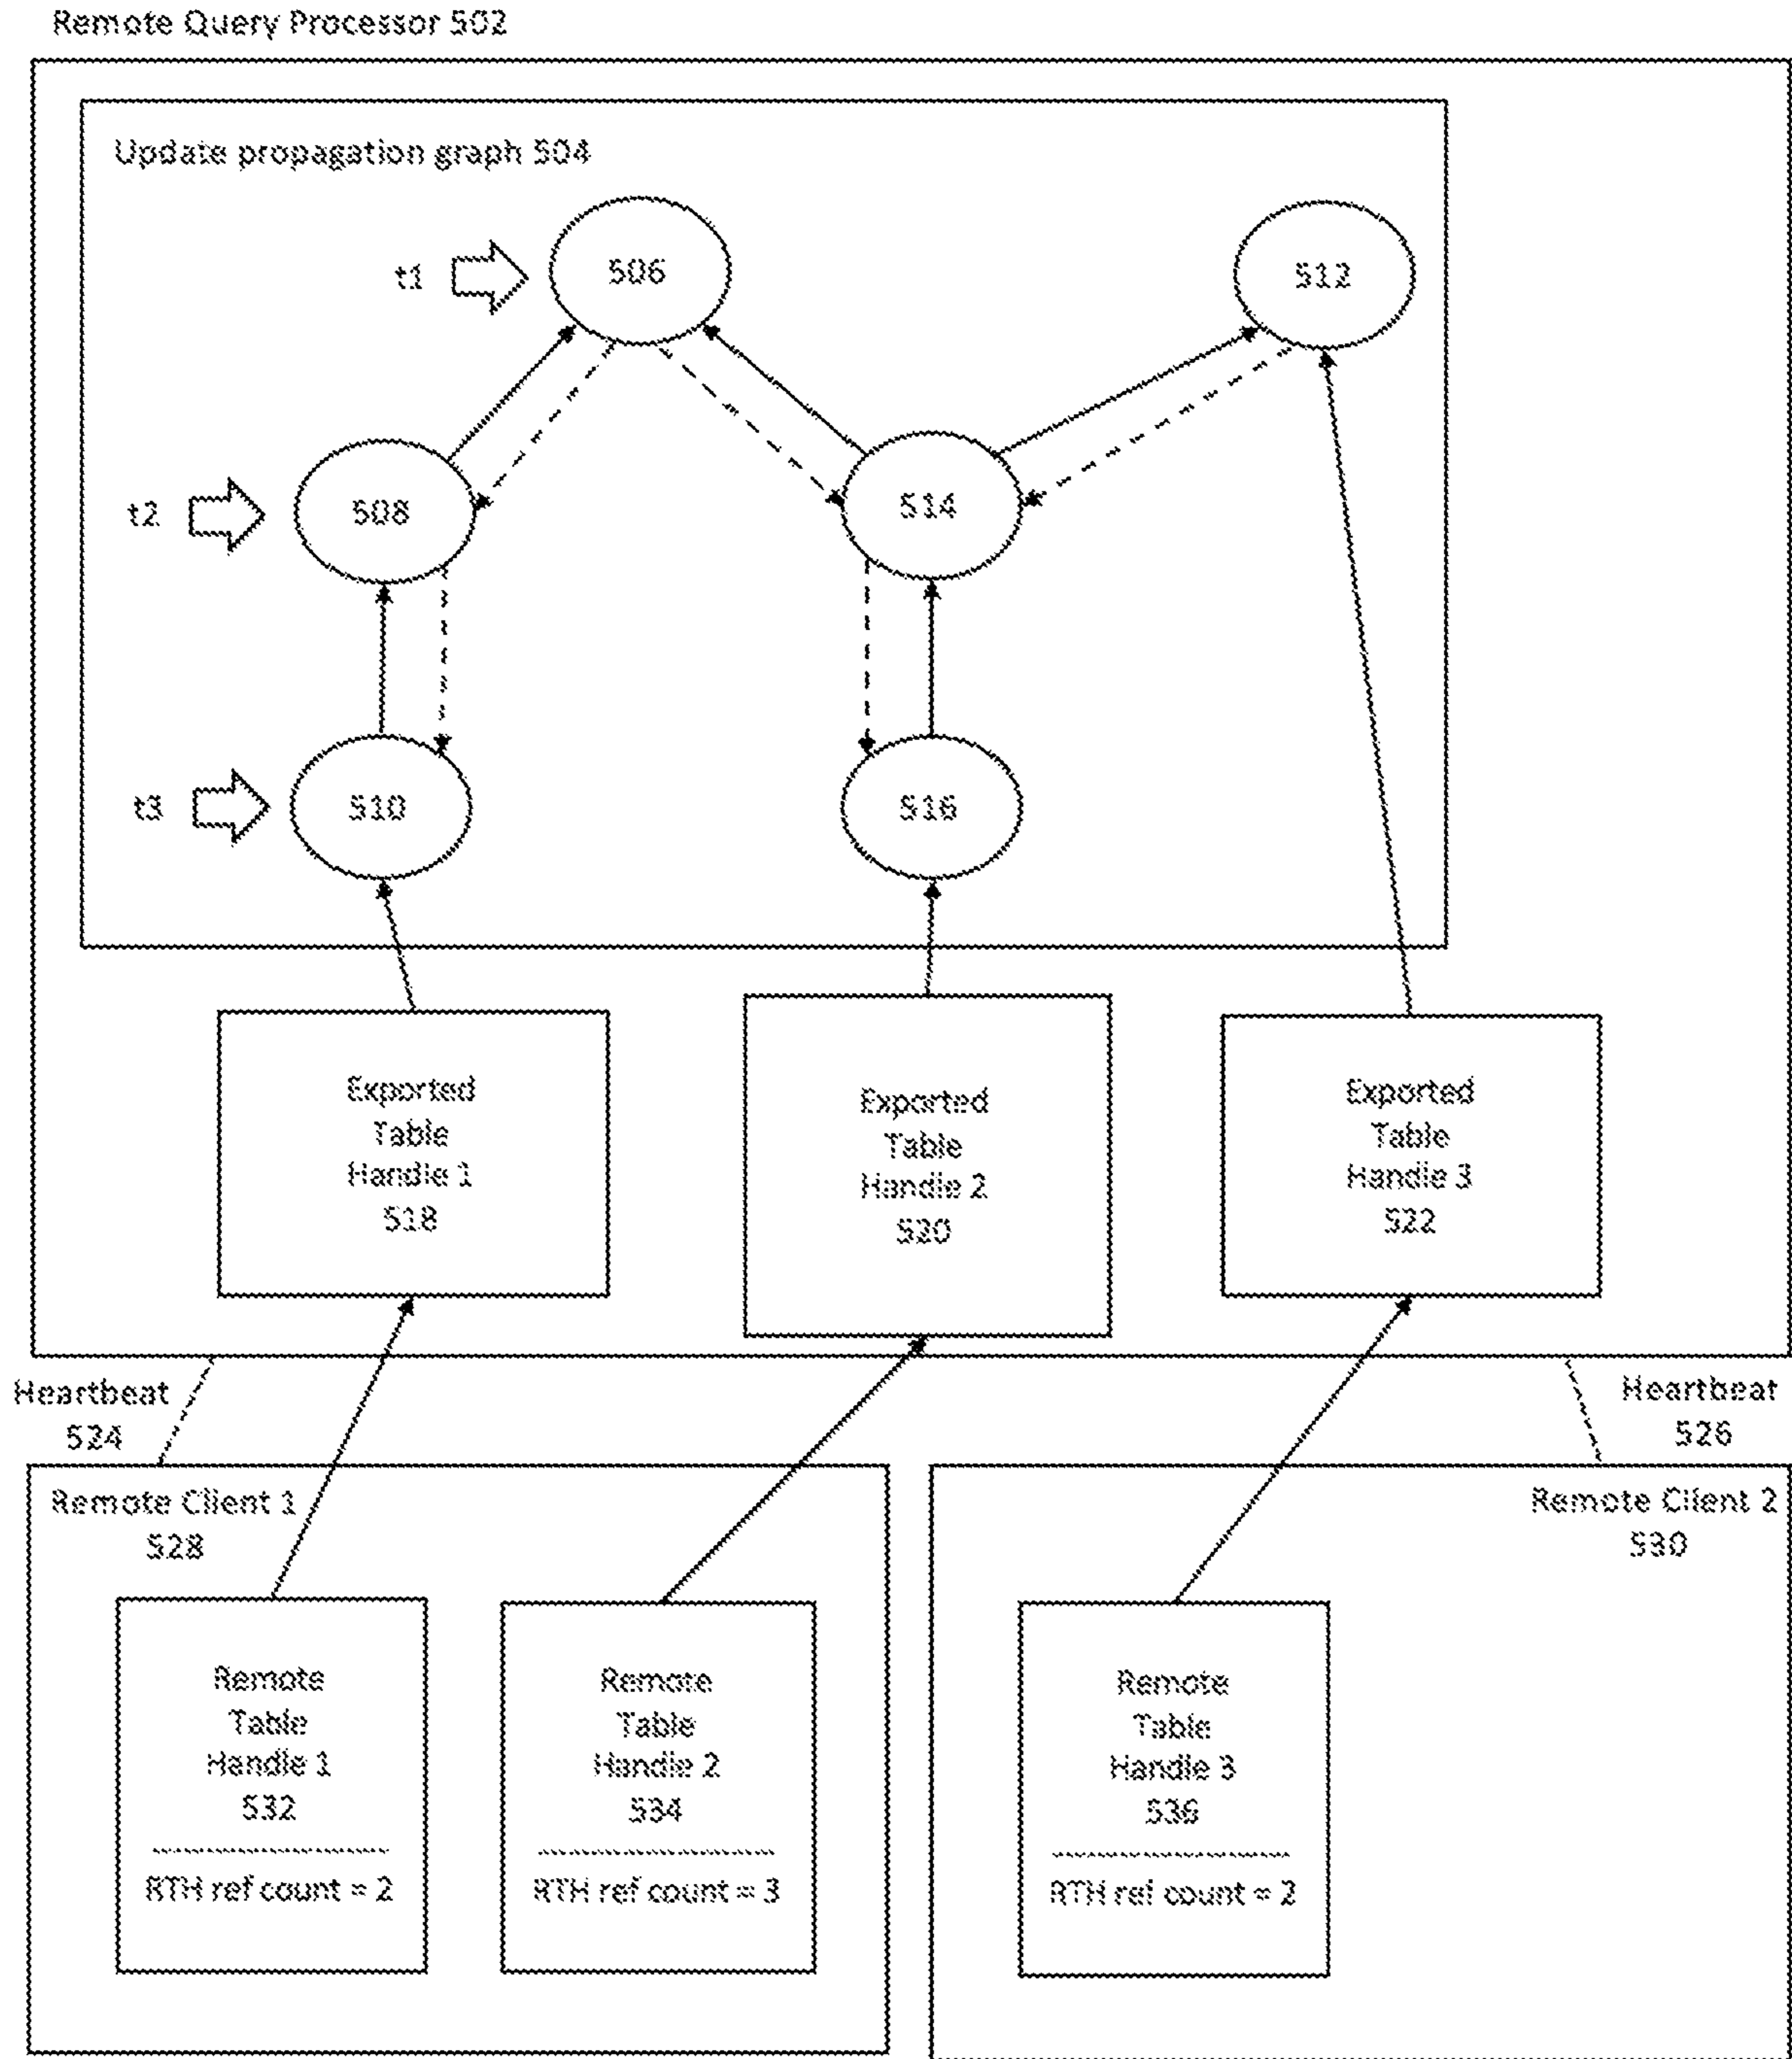 Remote Query Processor 502
Update propagation graph 504
t1
506
512
t2
508
514
t3
510
516
Exported
Table
Handle 1
518
Exported
Table
Handle 2
520
Exported
Table
Handle 3
522
Heartbeat
524
Heartbeat
526
Remote Client 1
528
Remote Client 2
530
Remote
Table
Handle 1
532
RTH ref count = 2
Remote
Table
Handle 2
534
RTH ref count = 3
Remote
Table
Handle 3
536
RTH ref count = 2